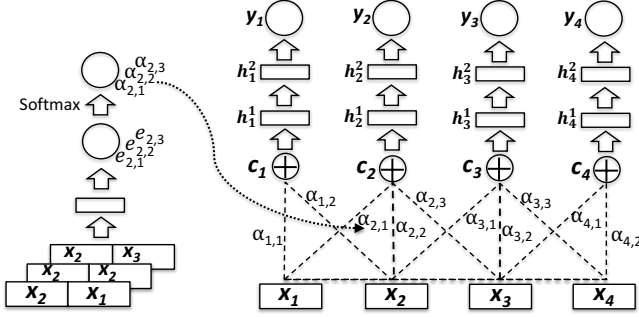 y₁ y₂ y₃ y₄
h₁² h₂² h₃² h₄²
h₁¹ h₂¹ h₃¹ h₄¹
c₁ c₂ c₃ c₄
α₁,₂ α₂,₃ α₃,₃
α₁,₁ α₂,₁ α₂,₂ α₃,₁ α₃,₂ α₄,₁ α₄,₂
x₁ x₂ x₃ x₄
α₂,₁ α₂,₂ α₂,₃
Softmax
e₂,₁ e₂,₂ e₂,₃
x₂ x₃
x₂ x₂
x₂ x₁